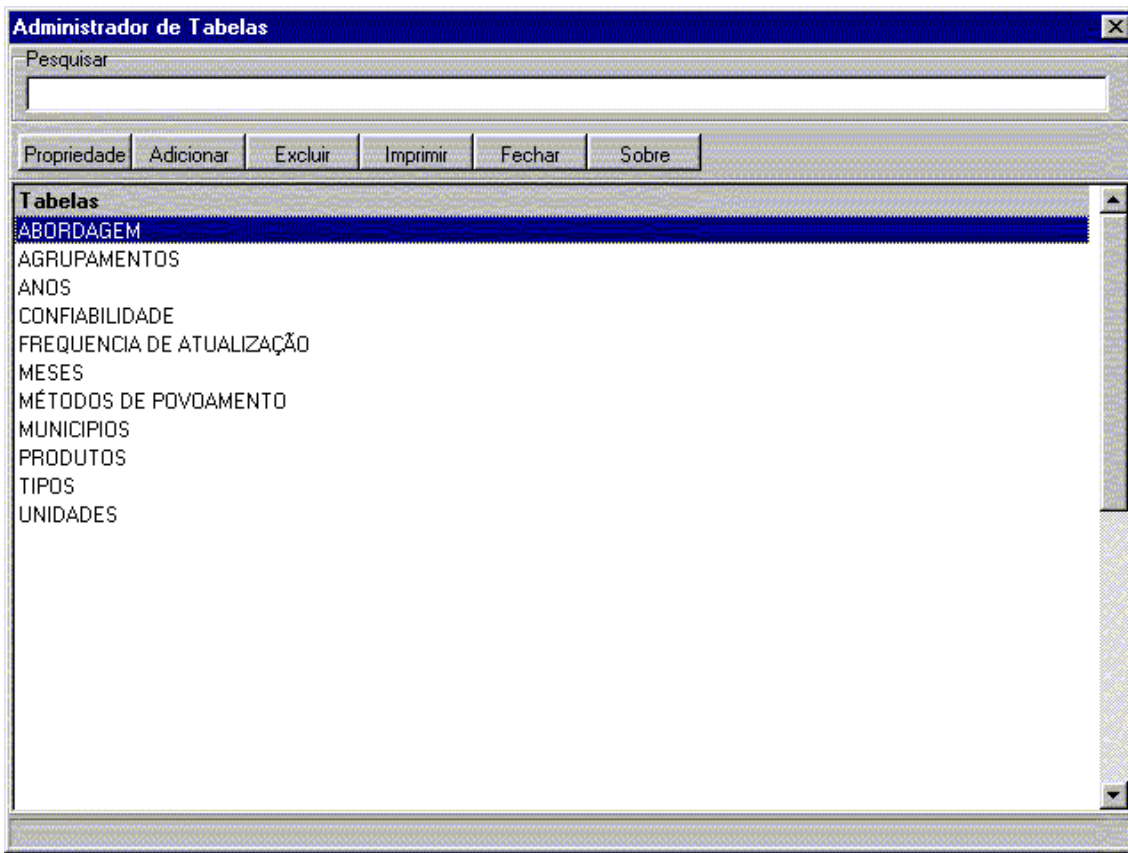 Administrador de Tabelas
Pesquisar
Propriedade Adicionar Excluir Imprimir Fechar Sobre
Tabelas
ABORDAGEM
AGRUPAMENTOS
ANOS
CONFIABILIDADE
FREQUENCIA DE ATUALIZAÇÃO
MESES
MÉTODOS DE POVOAMENTO
MUNICIPIOS
PRODUTOS
TIPOS
UNIDADES